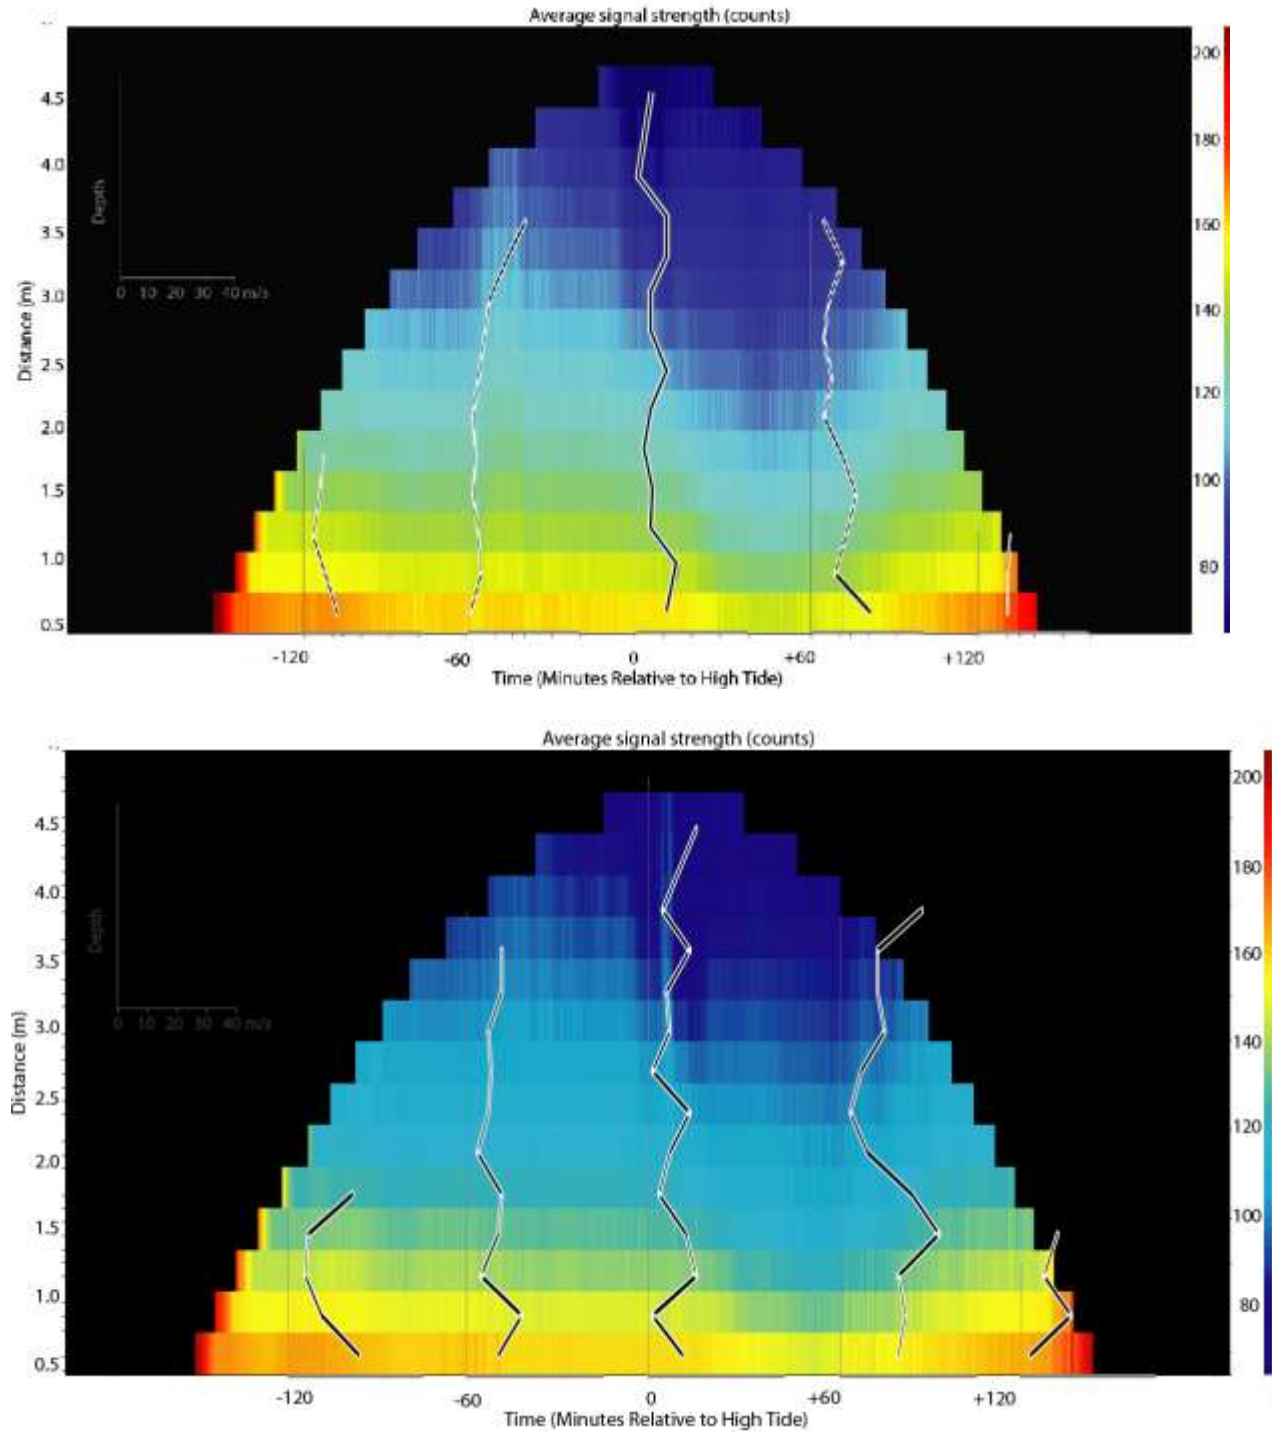 Average signal strength (counts)
200
180
160
140
120
100
80
4.5
4.0
3.5
3.0
2.5
2.0
1.5
1.0
0.5
Distance (m)
Depth
0 10 20 30 40 m/s
-120 -60 0 +60 +120
Time (Minutes Relative to High Tide)
Average signal strength (counts)
200
180
160
140
120
100
80
4.5
4.0
3.5
3.0
2.5
2.0
1.5
1.0
0.5
Distance (m)
Depth
0 10 20 30 40 m/s
-120 -60 0 +60 +120
Time (Minutes Relative to High Tide)